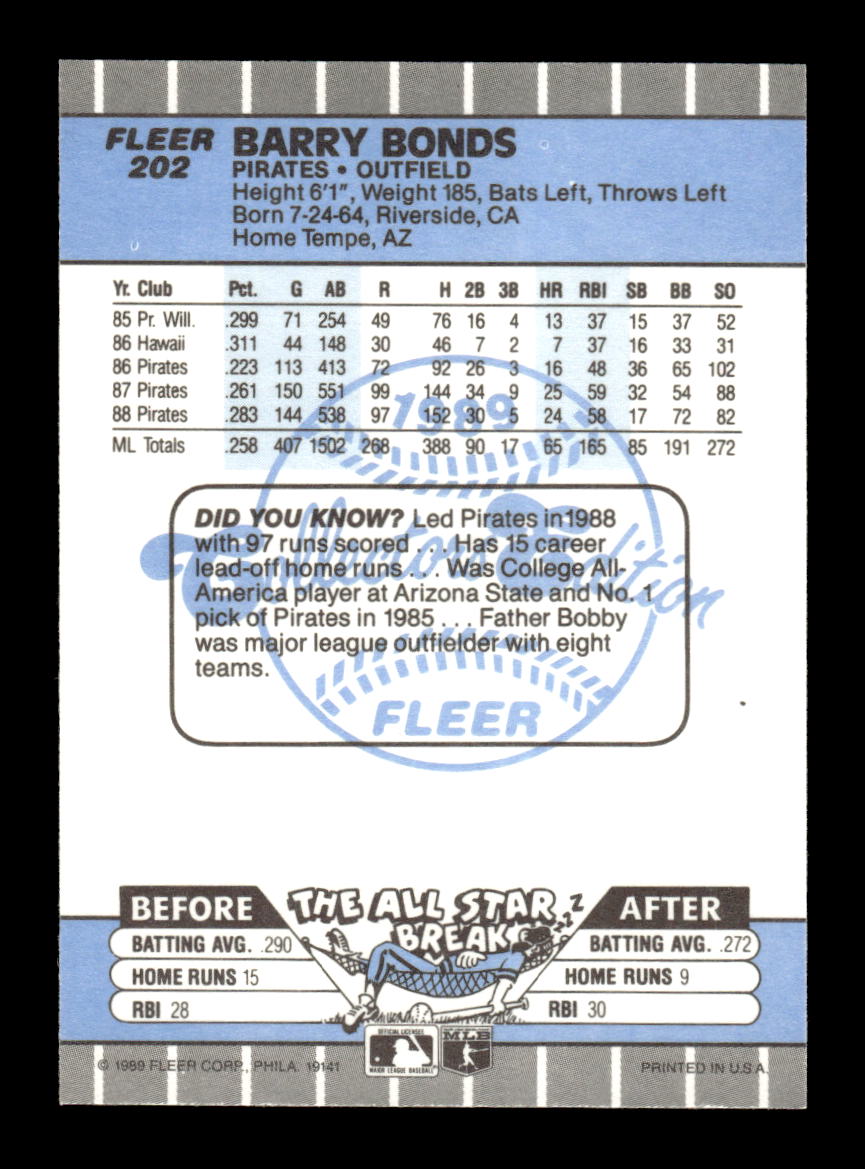 FLEER
202
BARRY BONDS
PIRATES • OUTFIELD
Height 6'1", Weight 185, Bats Left, Throws Left
Born 7-24-64, Riverside, CA
Home Tempe, AZ
Yr. Club Pct. G AB R H 2B 3B HR RBI SB BB SO
85 Pr. Will. .299 71 254 49 76 16 4 13 37 15 37 52
86 Hawaii .311 44 148 30 46 7 2 7 37 16 33 31
86 Pirates .223 113 413 72 92 26 3 16 48 36 65 102
87 Pirates .261 150 551 99 144 34 9 25 59 32 54 88
88 Pirates .283 144 538 97 152 30 5 24 58 17 72 82
ML Totals .258 407 1502 268 388 90 17 65 165 85 191 272
1989
Collectors' Edition
FLEER
DID YOU KNOW? Led Pirates in 1988
with 97 runs scored . . . Has 15 career
lead-off home runs . . . Was College All-
America player at Arizona State and No. 1
pick of Pirates in 1985 . . . Father Bobby
was major league outfielder with eight
teams.
BEFORE THE ALL STAR BREAK AFTER
ZZZ
BATTING AVG. .290 BATTING AVG. .272
HOME RUNS 15 HOME RUNS 9
RBI 28 RBI 30
OFFICIAL LICENSEE
MAJOR LEAGUE BASEBALL
MLB
© 1989 FLEER CORP., PHILA. 19141 PRINTED IN U.S.A.